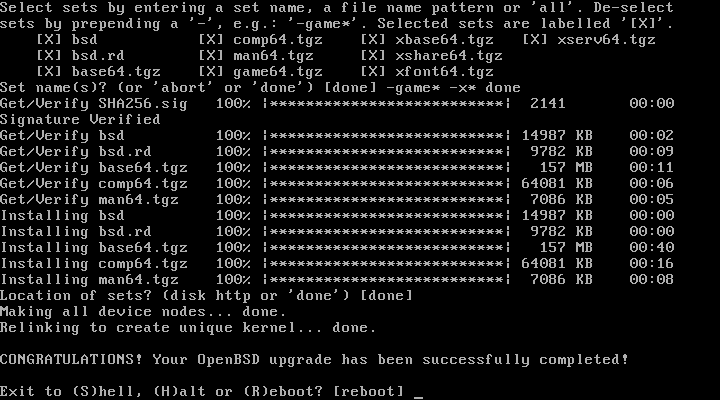 Select sets by entering a set name, a file name pattern or 'all'. De-select
sets by prepending a '-', e.g.: '-game*'. Selected sets are labelled '[X]'.
    [X] bsd           [X] comp64.tgz    [X] xbase64.tgz   [X] xserv64.tgz
    [X] bsd.rd        [X] man64.tgz     [X] xshare64.tgz
    [X] base64.tgz    [X] game64.tgz    [X] xfont64.tgz
Set name(s)? (or 'abort' or 'done') [done] -game* -x* done
Get/Verify SHA256.sig   100% |**************************|  2141       00:00
Signature Verified
Get/Verify bsd          100% |**************************| 14987 KB    00:02
Get/Verify bsd.rd       100% |**************************|  9782 KB    00:09
Get/Verify base64.tgz   100% |**************************|   157 MB    00:11
Get/Verify comp64.tgz   100% |**************************| 64081 KB    00:06
Get/Verify man64.tgz    100% |**************************|  7086 KB    00:05
Installing bsd          100% |**************************| 14987 KB    00:00
Installing bsd.rd       100% |**************************|  9782 KB    00:00
Installing base64.tgz   100% |**************************|   157 MB    00:40
Installing comp64.tgz   100% |**************************| 64081 KB    00:16
Installing man64.tgz    100% |**************************|  7086 KB    00:08
Location of sets? (disk http or 'done') [done]
Making all device nodes... done.
Relinking to create unique kernel... done.
CONGRATULATIONS! Your OpenBSD upgrade has been successfully completed!
Exit to (S)hell, (H)alt or (R)eboot? [reboot] _